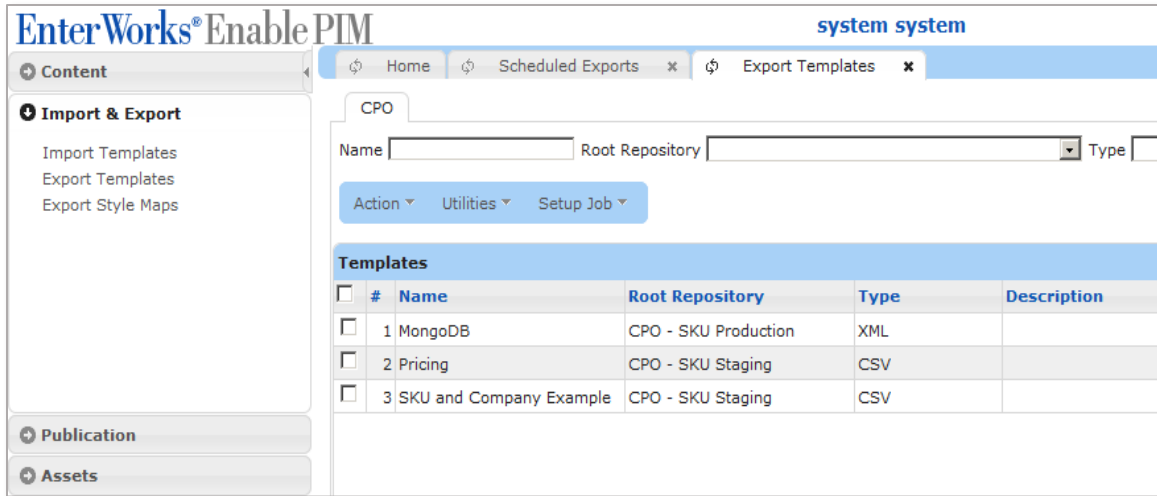 EnterWorks® Enable PIM
system system
Content
Home Scheduled Exports x Export Templates x
Import & Export
CPO
Import Templates
Export Templates
Export Style Maps
Name Root Repository Type
Action Utilities Setup Job
Templates
# Name Root Repository Type Description
1 MongoDB CPO - SKU Production XML
2 Pricing CPO - SKU Staging CSV
3 SKU and Company Example CPO - SKU Staging CSV
Publication
Assets